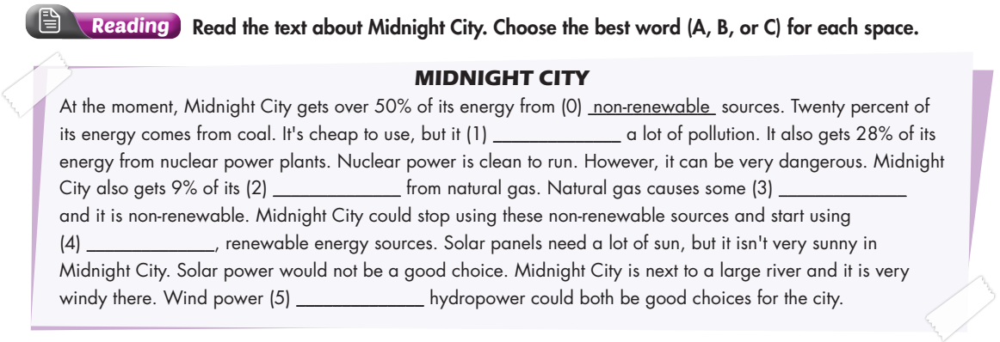 Reading Read the text about Midnight City. Choose the best word (A, B, or C) for each space.
MIDNIGHT CITY
At the moment, Midnight City gets over 50% of its energy from (0) non-renewable sources. Twenty percent of
its energy comes from coal. It's cheap to use, but it (1) ______________ a lot of pollution. It also gets 28% of its
energy from nuclear power plants. Nuclear power is clean to run. However, it can be very dangerous. Midnight
City also gets 9% of its (2) ______________ from natural gas. Natural gas causes some (3) ______________
and it is non-renewable. Midnight City could stop using these non-renewable sources and start using
(4) ______________, renewable energy sources. Solar panels need a lot of sun, but it isn't very sunny in
Midnight City. Solar power would not be a good choice. Midnight City is next to a large river and it is very
windy there. Wind power (5) ______________ hydropower could both be good choices for the city.